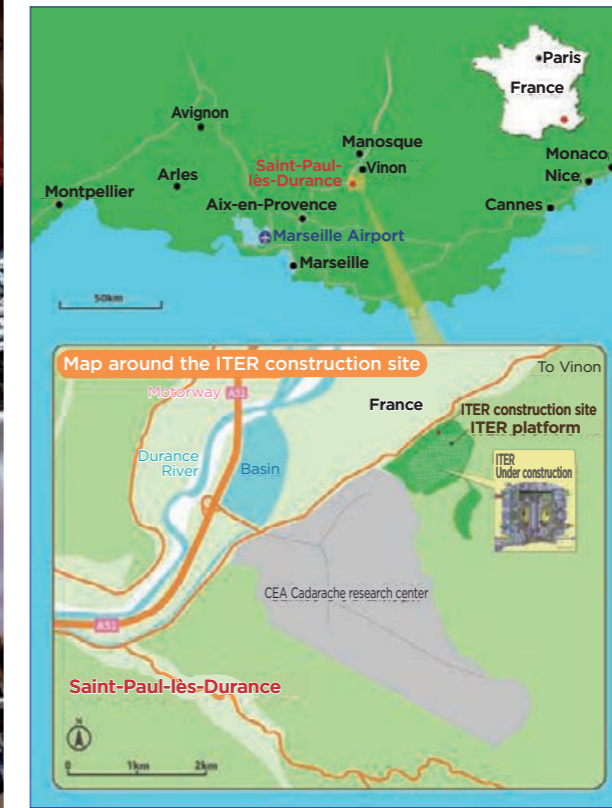 Paris
France
Avignon
Manosque
Monaco
Saint-Paul-
lès-Durance
Vinon
Nice
Arles
Montpellier
Aix-en-Provence
Cannes
Marseille Airport
Marseille
50km
Map around the ITER construction site
To Vinon
Motorway A51
France
ITER construction site
ITER platform
Durance
River
Basin
ITER
Under construction
CEA Cadarache research center
A51
Saint-Paul-lès-Durance
N
0 1km 2km